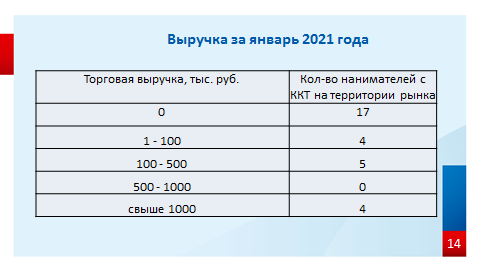 Выручка за январь 2021 года
Торговая выручка, тыс. руб. Кол-во нанимателей с
ККТ на территории рынка
0 17
1 - 100 4
100 - 500 5
500 - 1000 0
свыше 1000 4
14